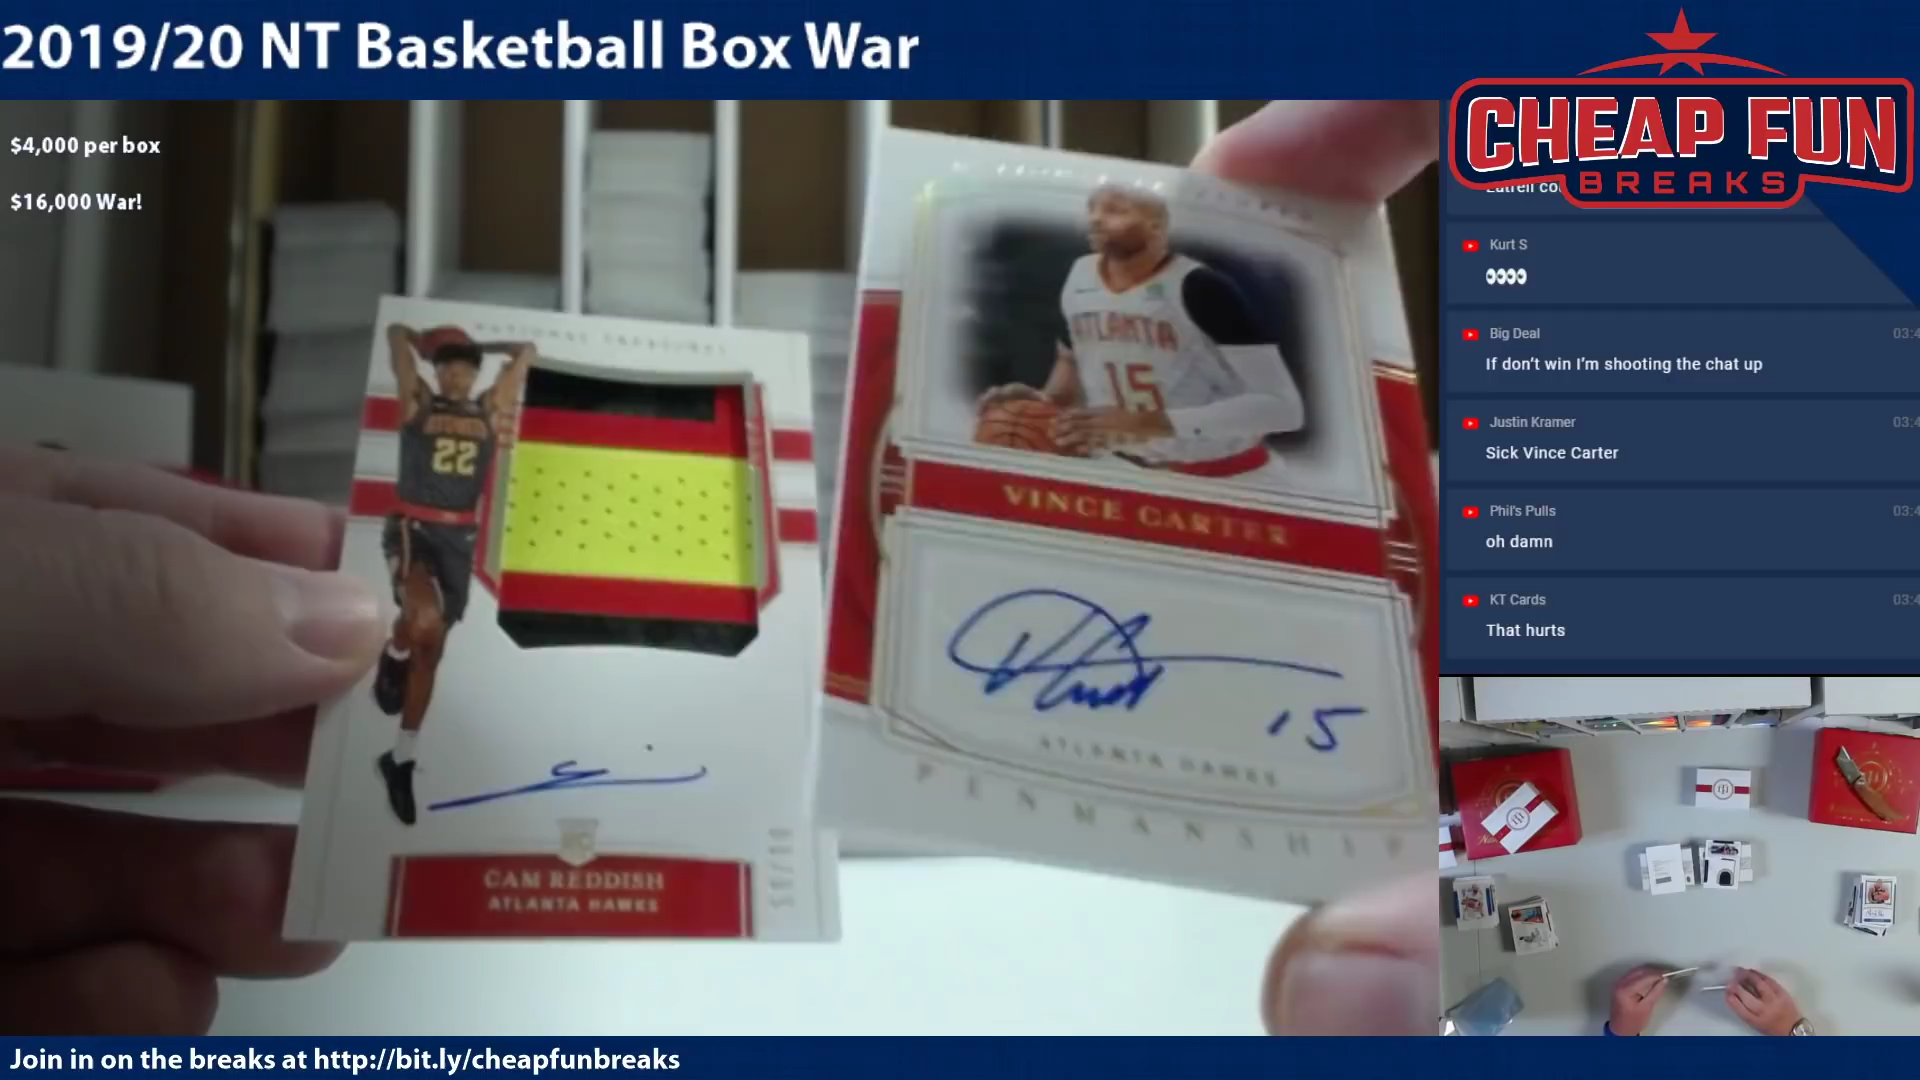 2019/20 NT Basketball Box War
$4,000 per box
$16,000 War!
CHEAP FUN
BREAKS
Kurt S
👀👀
Big Deal
If don't win I'm shooting the chat up
Justin Kramer
Sick Vince Carter
Phil's Pulls
oh damn
KT Cards
That hurts
NATIONAL TREASURES
22
CAM REDDISH
ATLANTA HAWKS
RC
ATLANTA
15
VINCE CARTER
15
ATLANTA HAWKS
PENMANSHIP
Join in on the breaks at http://bit.ly/cheapfunbreaks